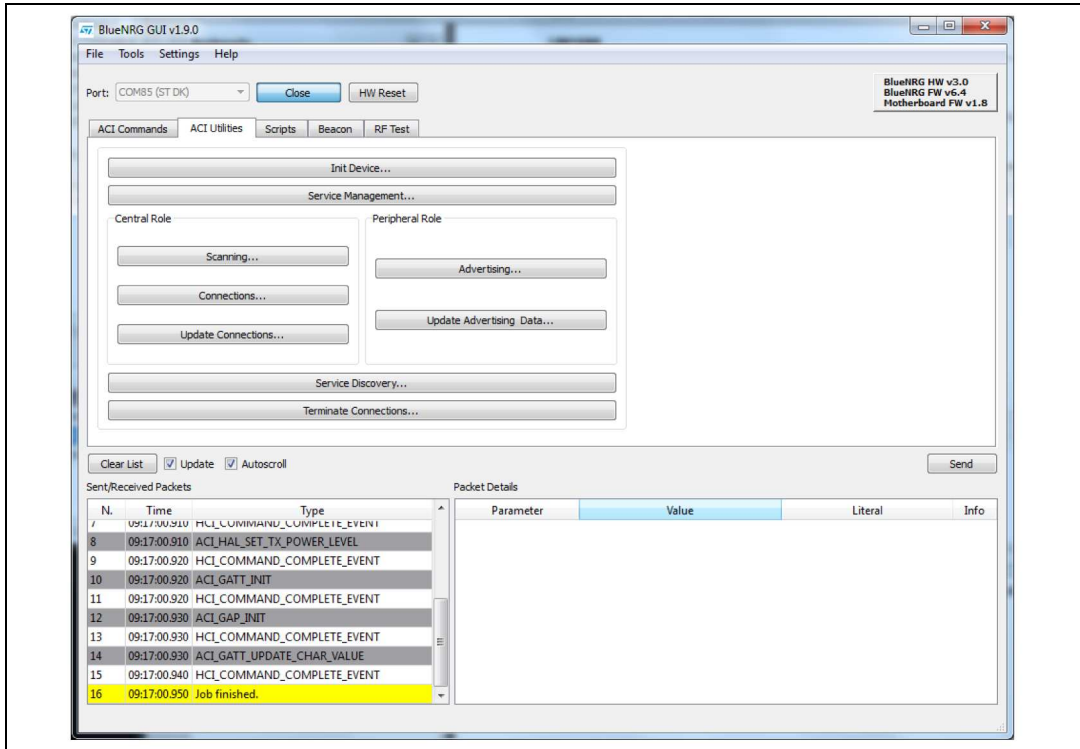 BlueNRG GUI v1.9.0
File Tools Settings Help
Port: COM85 (ST DK) Close HW Reset
BlueNRG HW v3.0
BlueNRG FW v6.4
Motherboard FW v1.8
ACI Commands ACI Utilities Scripts Beacon RF Test
Init Device...
Service Management...
Central Role Peripheral Role
Scanning...
Advertising...
Connections...
Update Advertising Data...
Update Connections...
Service Discovery...
Terminate Connections...
Clear List Update Autoscroll Send
Sent/Received Packets Packet Details
N. Time Type Parameter Value Literal Info
7 09:17:00.910 HCI_COMMAND_COMPLETE_EVENT
8 09:17:00.910 ACI_HAL_SET_TX_POWER_LEVEL
9 09:17:00.920 HCI_COMMAND_COMPLETE_EVENT
10 09:17:00.920 ACI_GATT_INIT
11 09:17:00.920 HCI_COMMAND_COMPLETE_EVENT
12 09:17:00.930 ACI_GAP_INIT
13 09:17:00.930 HCI_COMMAND_COMPLETE_EVENT
14 09:17:00.930 ACI_GATT_UPDATE_CHAR_VALUE
15 09:17:00.940 HCI_COMMAND_COMPLETE_EVENT
16 09:17:00.950 Job finished.